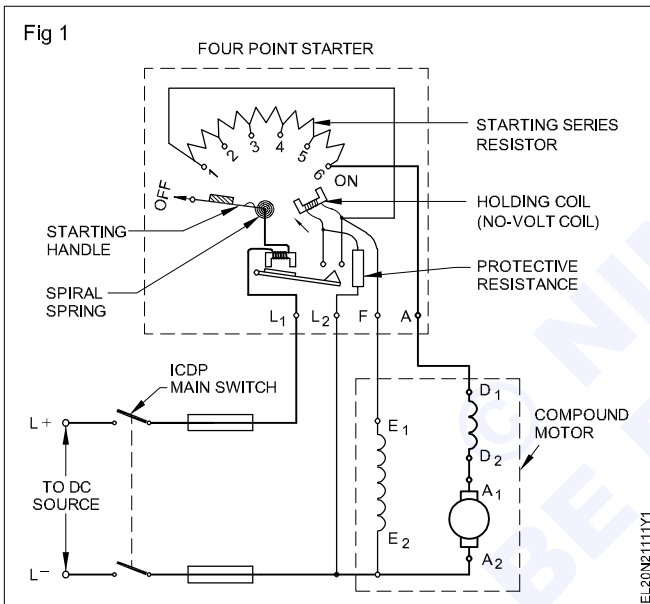 Fig 1
FOUR POINT STARTER
STARTING SERIES
RESISTOR
1
2
3
4
5
6
ON
OFF
HOLDING COIL
(NO-VOLT COIL)
STARTING
HANDLE
PROTECTIVE
RESISTANCE
SPIRAL
SPRING
L1 L2 F A
ICDP
MAIN SWITCH
L+
D1
COMPOUND
MOTOR
E1
D2
TO DC
SOURCE
A1
E2
A2
L-
EL20N21111Y1
© NI
BE